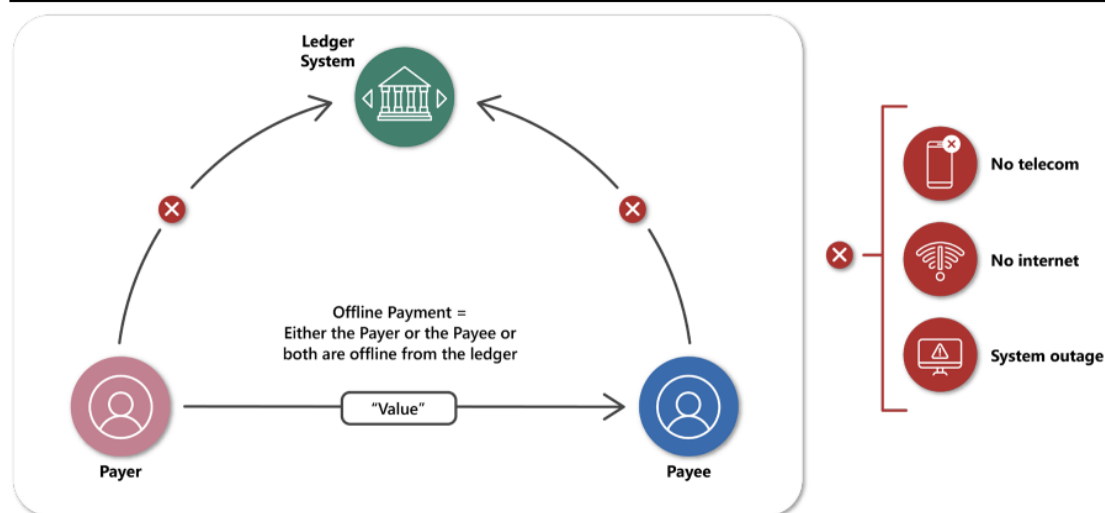 Ledger
System
No telecom
No internet
Offline Payment =
Either the Payer or the Payee or
both are offline from the ledger
System outage
“Value”
Payer
Payee